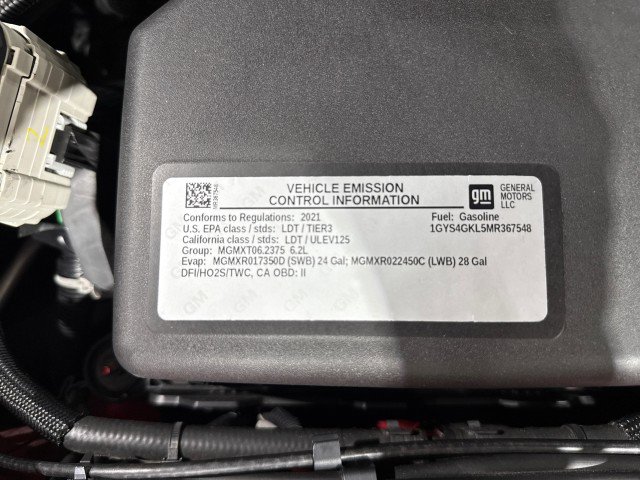 VEHICLE EMISSION
CONTROL INFORMATION
gm
GENERAL
MOTORS
LLC
MR367548
Conforms to Regulations: 2021
Fuel: Gasoline
U.S. EPA class / stds: LDT / TIER3
1GYS4GKL5MR367548
California class / stds: LDT / ULEV125
Group: MGMXT06.2375 6.2L
Evap: MGMXR017350D (SWB) 24 Gal; MGMXR022450C (LWB) 28 Gal
DFI/HO2S/TWC, CA OBD: II